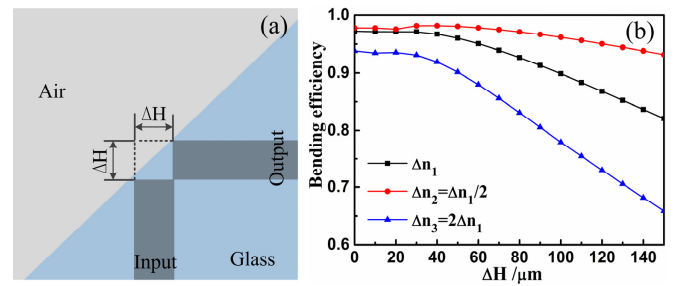 (a)
Air
ΔH
ΔH
Output
Input
Glass
(b)
Bending efficiency
1.0
0.9
0.8
0.7
0.6
Δn₁
Δn₂=Δn₁/2
Δn₃=2Δn₁
0 20 40 60 80 100 120 140
ΔH /μm